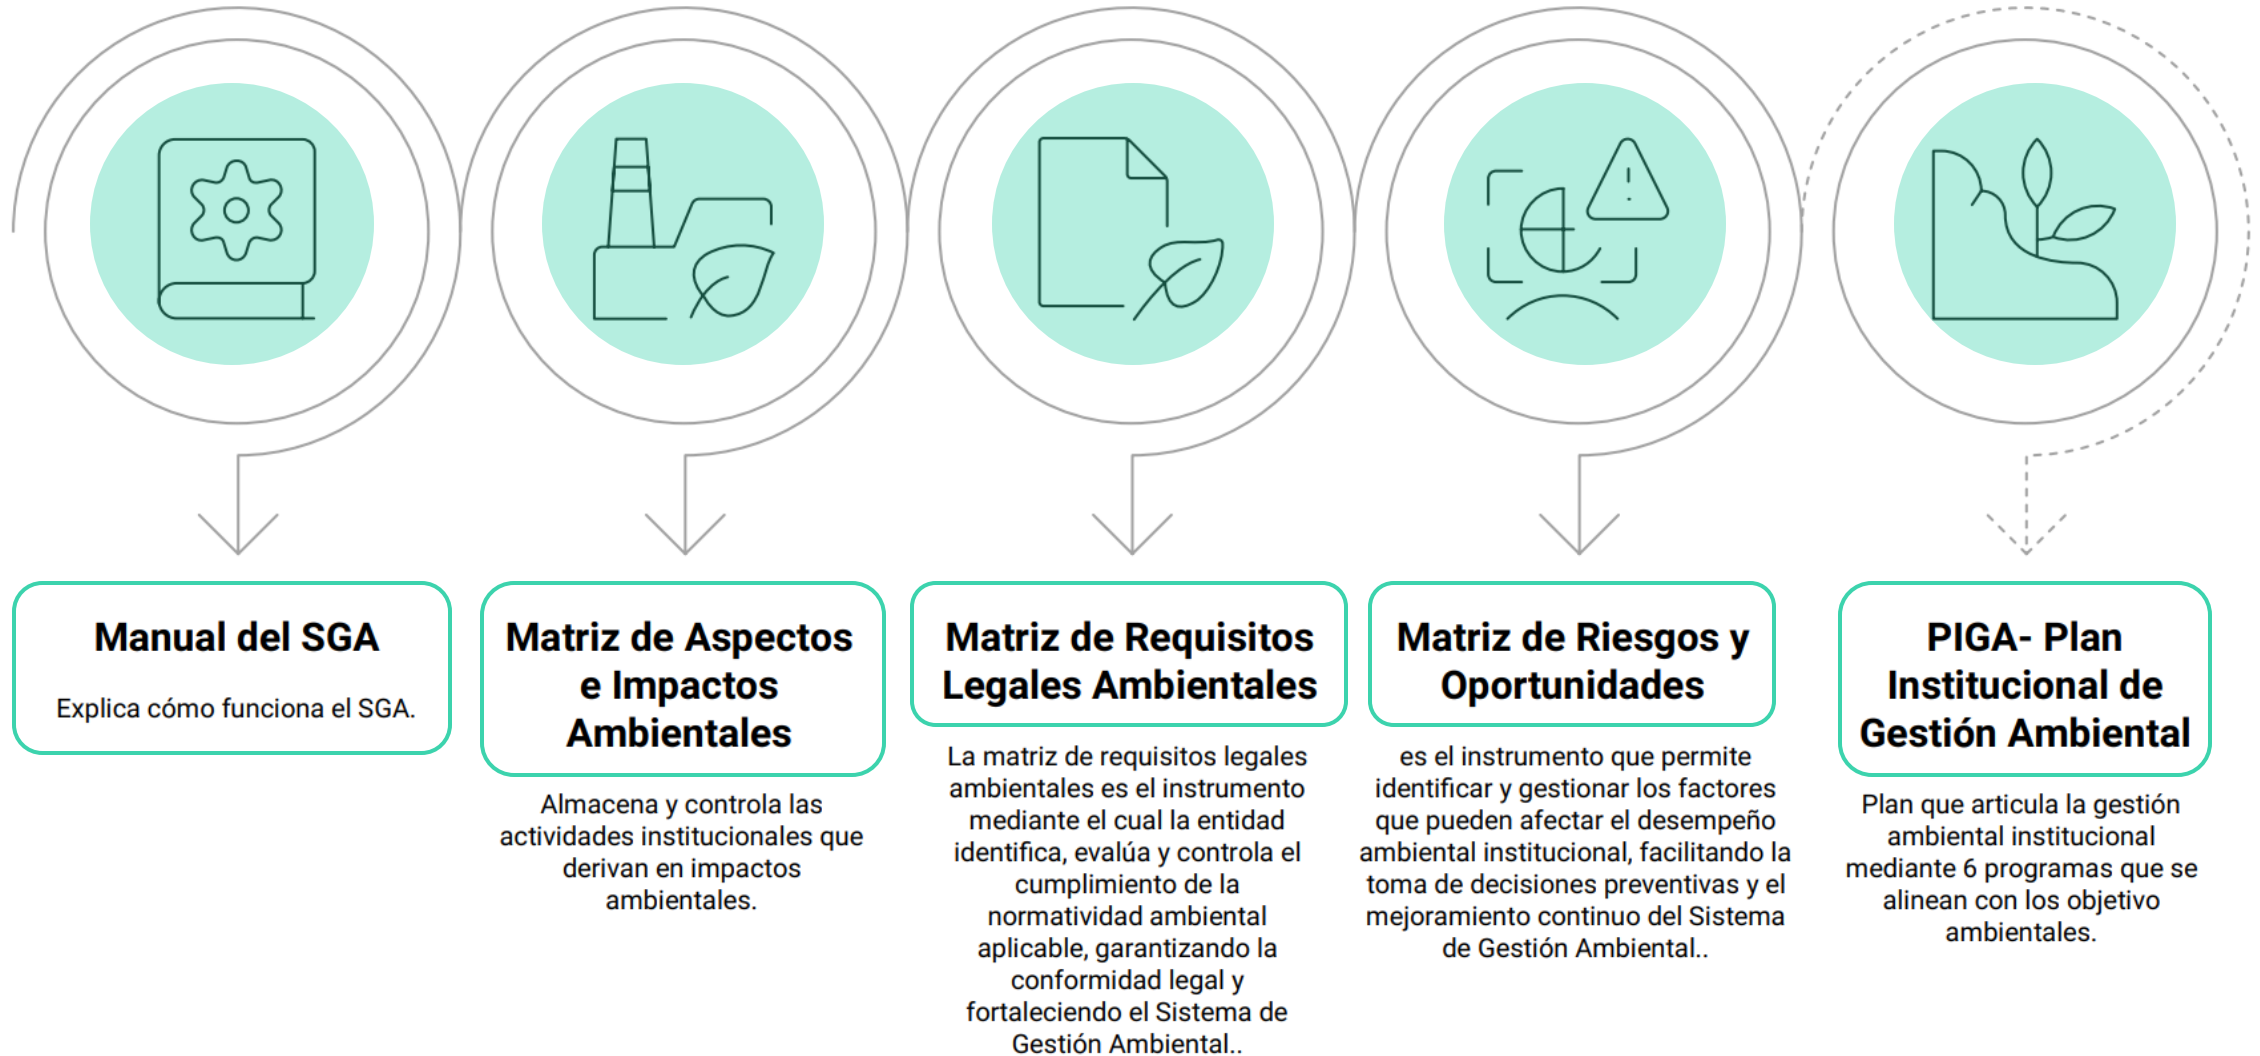 Manual del SGA
Explica cómo funciona el SGA.
Matriz de Aspectos
e Impactos
Ambientales
Almacena y controla las
actividades institucionales que
derivan en impactos
ambientales.
Matriz de Requisitos
Legales Ambientales
La matriz de requisitos legales
ambientales es el instrumento
mediante el cual la entidad
identifica, evalúa y controla el
cumplimiento de la
normatividad ambiental
aplicable, garantizando la
conformidad legal y
fortaleciendo el Sistema de
Gestión Ambiental..
Matriz de Riesgos y
Oportunidades
es el instrumento que permite
identificar y gestionar los factores
que pueden afectar el desempeño
ambiental institucional, facilitando la
toma de decisiones preventivas y el
mejoramiento continuo del Sistema
de Gestión Ambiental..
PIGA- Plan
Institucional de
Gestión Ambiental
Plan que articula la gestión
ambiental institucional
mediante 6 programas que se
alinean con los objetivo
ambientales.